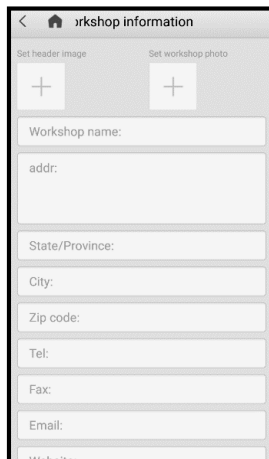 orkshop information
Set header image
Set workshop photo
Workshop name:
addr:
State/Province:
City:
Zip code:
Tel:
Fax:
Email: